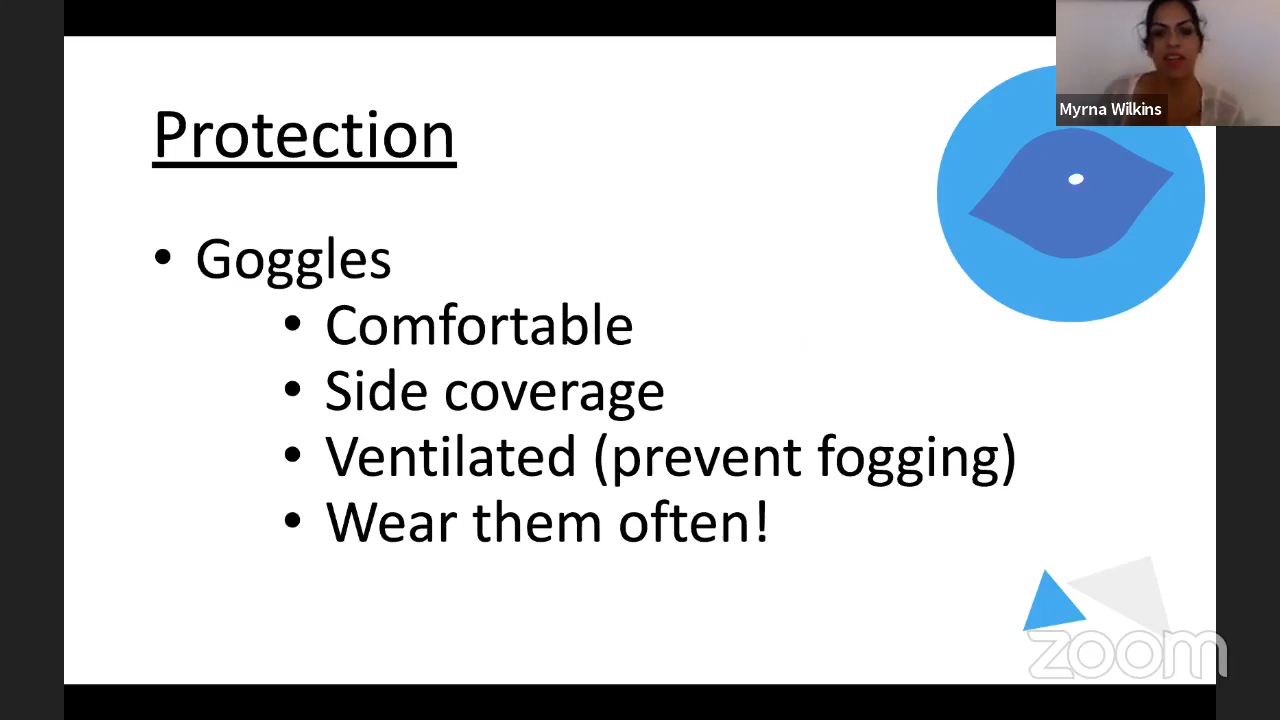 Myrna Wilkins
Protection
• Goggles
• Comfortable
• Side coverage
• Ventilated (prevent fogging)
• Wear them often!
zoom